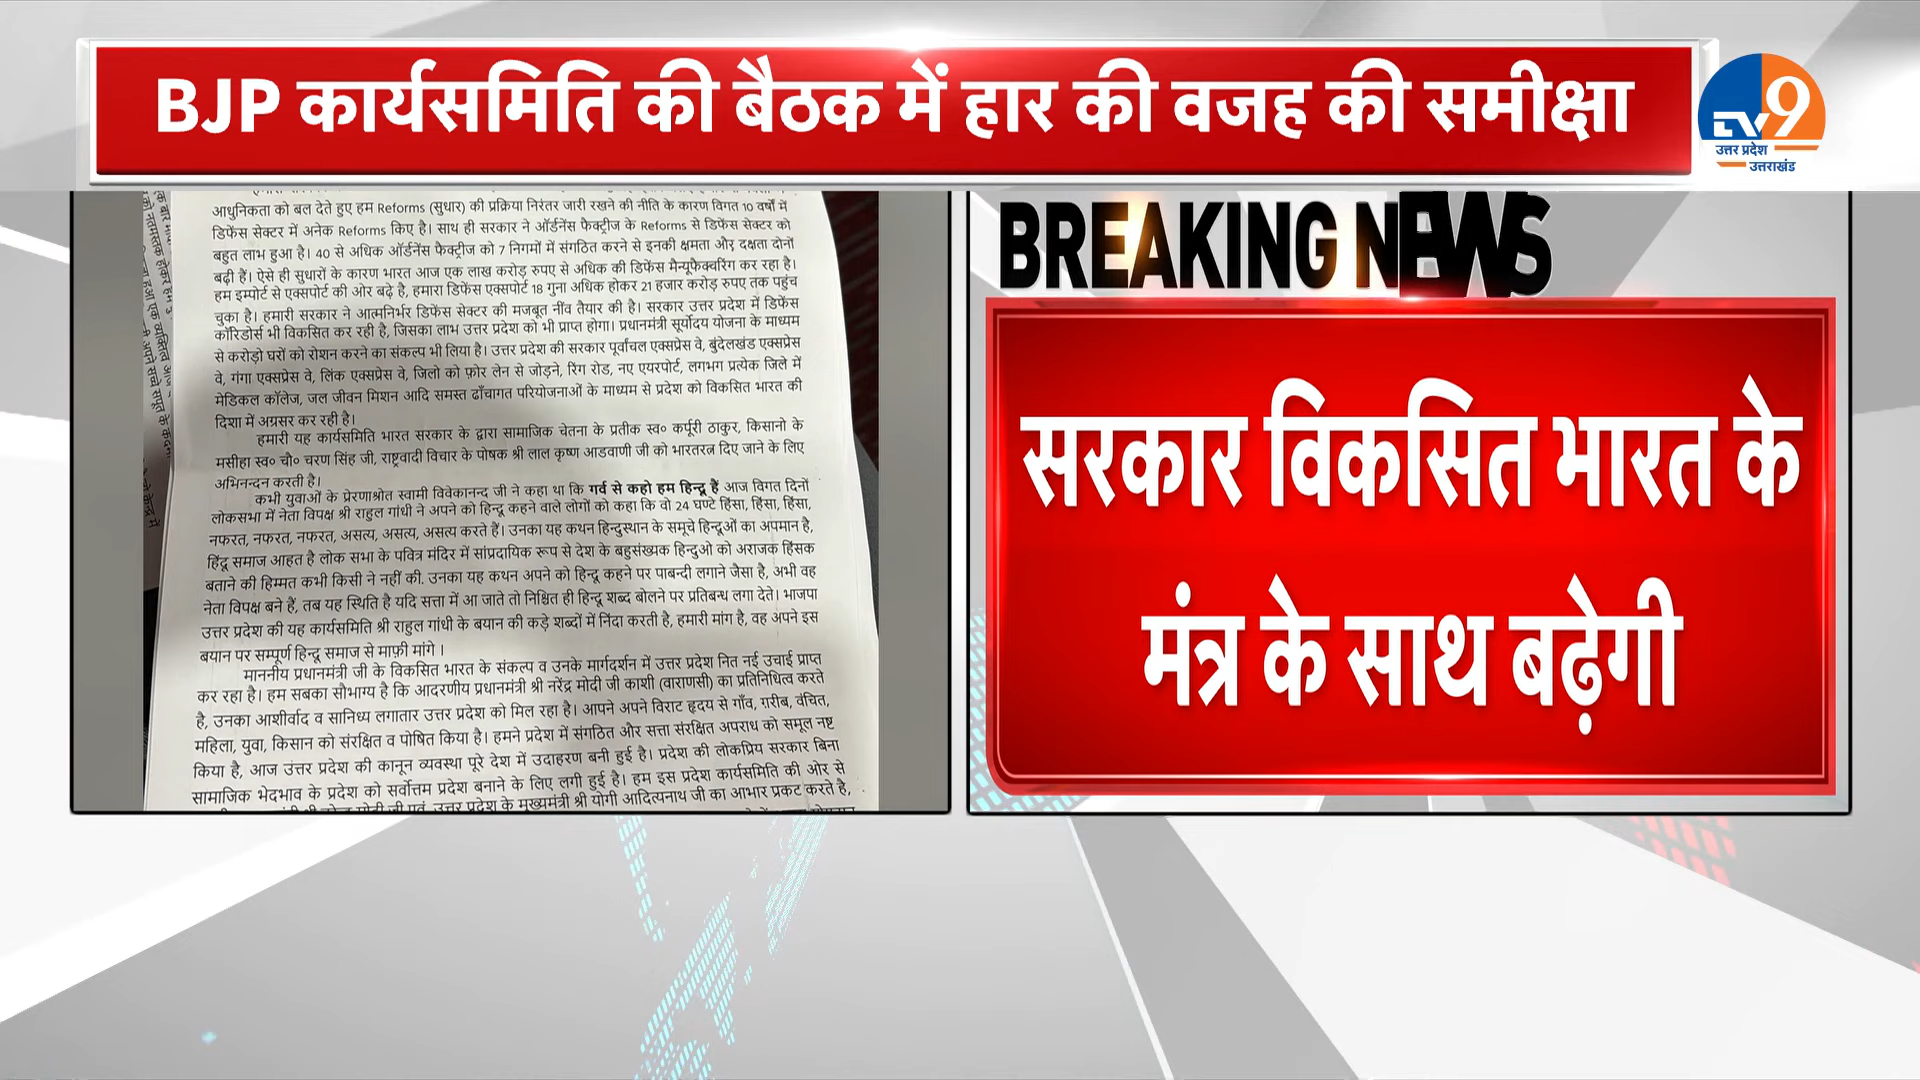 BJP कार्यसमिति की बैठक में हार की वजह की समीक्षा
TV9
उत्तर प्रदेश
उत्तराखंड
आधुनिकता को बल देते हुए हम Reforms (सुधार) की प्रक्रिया निरंतर जारी रखने की नीति के कारण विगत 10 वर्षों में
डिफेंस सेक्टर में अनेक Reforms किए है। साथ ही सरकार ने ऑर्डनेंस फैक्ट्रीज के Reforms से डिफेंस सेक्टर को
बहुत लाभ हुआ है। 40 से अधिक ऑर्डनेंस फैक्ट्रीज को 7 निगमों में संगठित करने से इनकी क्षमता और दक्षता दोनों
बढ़ी हैं। ऐसे ही सुधारों के कारण भारत आज एक लाख करोड़ रुपए से अधिक की डिफेंस मैन्यूफैक्चरिंग कर रहा है।
हम इम्पोर्ट से एक्सपोर्ट की ओर बढ़े है, हमारा डिफेंस एक्सपोर्ट 18 गुना अधिक होकर 21 हजार करोड़ रुपए तक पहुंच
चुका है। हमारी सरकार ने आत्मनिर्भर डिफेंस सेक्टर की मजबूत नींव तैयार की है। सरकार उत्तर प्रदेश में डिफेंस
कॉरिडोर्स भी विकसित कर रही है, जिसका लाभ उत्तर प्रदेश को भी प्राप्त होगा। प्रधानमंत्री सूर्योदय योजना के माध्यम
से करोड़ो घरों को रोशन करने का संकल्प भी लिया है। उत्तर प्रदेश की सरकार पूर्वांचल एक्सप्रेस वे, बुंदेलखंड एक्सप्रेस
वे, गंगा एक्सप्रेस वे, लिंक एक्सप्रेस वे, जिलो को फ़ोर लेन से जोड़ने, रिंग रोड, नए एयरपोर्ट, लगभग प्रत्येक जिले में
मेडिकल कॉलेज, जल जीवन मिशन आदि समस्त ढाँचागत परियोजनाओं के माध्यम से प्रदेश को विकसित भारत की
दिशा में अग्रसर कर रही है।
हमारी यह कार्यसमिति भारत सरकार के द्वारा सामाजिक चेतना के प्रतीक स्व० कर्पूरी ठाकुर, किसानो के
मसीहा स्व० चौ० चरण सिंह जी, राष्ट्रवादी विचार के पोषक श्री लाल कृष्ण आडवाणी जी को भारतरत्न दिए जाने के लिए
अभिनन्दन करती है।
कभी युवाओं के प्रेरणाश्रोत स्वामी विवेकानन्द जी ने कहा था कि गर्व से कहो हम हिन्दू हैं आज विगत दिनों
लोकसभा में नेता विपक्ष श्री राहुल गांधी ने अपने को हिन्दू कहने वाले लोगों को कहा कि वो 24 घण्टे हिंसा, हिंसा, हिंसा,
नफरत, नफरत, नफरत, असत्य, असत्य, असत्य करते हैं। उनका यह कथन हिन्दुस्थान के समूचे हिन्दूओं का अपमान है,
हिंदू समाज आहत है लोक सभा के पवित्र मंदिर में सांप्रदायिक रूप से देश के बहुसंख्यक हिन्दुओ को अराजक हिंसक
बताने की हिम्मत कभी किसी ने नहीं की. उनका यह कथन अपने को हिन्दू कहने पर पाबन्दी लगाने जैसा है, अभी वह
नेता विपक्ष बने हैं, तब यह स्थिति है यदि सत्ता में आ जाते तो निश्चित ही हिन्दू शब्द बोलने पर प्रतिबन्ध लगा देते। भाजपा
उत्तर प्रदेश की यह कार्यसमिति श्री राहुल गांधी के बयान की कड़े शब्दों में निंदा करती है, हमारी मांग है, वह अपने इस
बयान पर सम्पूर्ण हिन्दू समाज से माफ़ी मांगे ।
माननीय प्रधानमंत्री जी के विकसित भारत के संकल्प व उनके मार्गदर्शन में उत्तर प्रदेश नित नई उचाई प्राप्त
कर रहा है। हम सबका सौभाग्य है कि आदरणीय प्रधानमंत्री श्री नरेंद्र मोदी जी काशी (वाराणसी) का प्रतिनिधित्व करते
है, उनका आशीर्वाद व सानिध्य लगातार उत्तर प्रदेश को मिल रहा है। आपने अपने विराट हृदय से गाँव, ग़रीब, वंचित,
महिला, युवा, किसान को संरक्षित व पोषित किया है। हमने प्रदेश में संगठित और सत्ता संरक्षित अपराध को समूल नष्ट
किया है, आज उत्तर प्रदेश की कानून व्यवस्था पूरे देश में उदाहरण बनी हुई है। प्रदेश की लोकप्रिय सरकार बिना
सामाजिक भेदभाव के प्रदेश को सर्वोत्तम प्रदेश बनाने के लिए लगी हुई है। हम इस प्रदेश कार्यसमिति की ओर से
मोदी जी एवं उत्तर प्रदेश के मुख्यमंत्री श्री योगी आदित्यनाथ जी का आभार प्रकट करते है,
BREAKING NEWS
सरकार विकसित भारत के
मंत्र के साथ बढ़ेगी